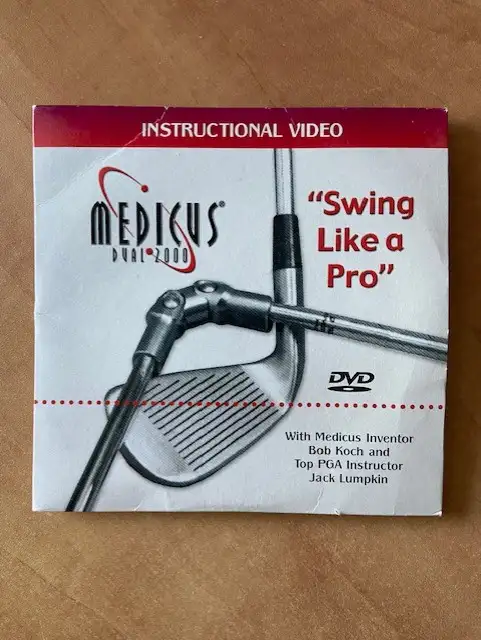 INSTRUCTIONAL VIDEO
MEDICUS®
DUAL·2000
"Swing
Like a
Pro"
DVD
With Medicus Inventor
Bob Koch and
Top PGA Instructor
Jack Lumpkin